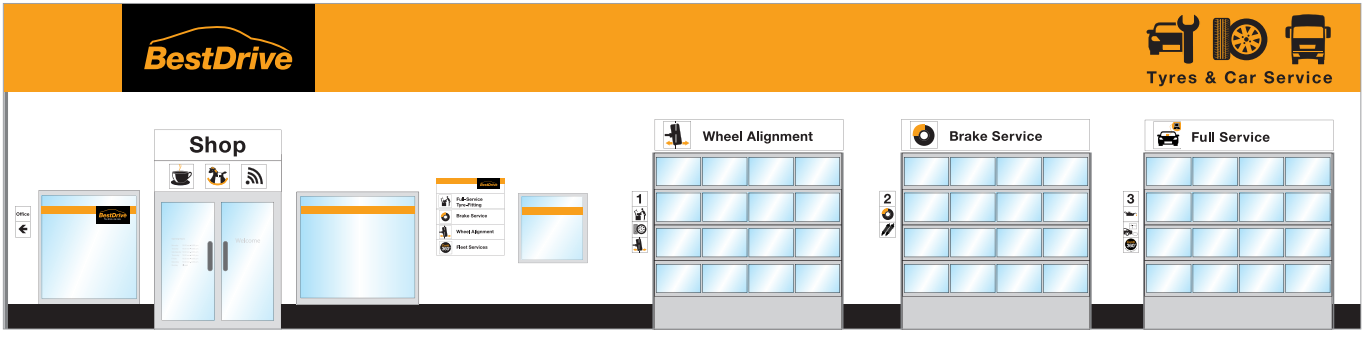 BestDrive
Tyres & Car Service
Shop
Wheel Alignment
Brake Service
Full Service
Office
BestDrive
Welcome
BestDrive
Full-Service
Tyre-Fitting
Brake Service
Wheel Alignment
Fleet Services
1
2
3